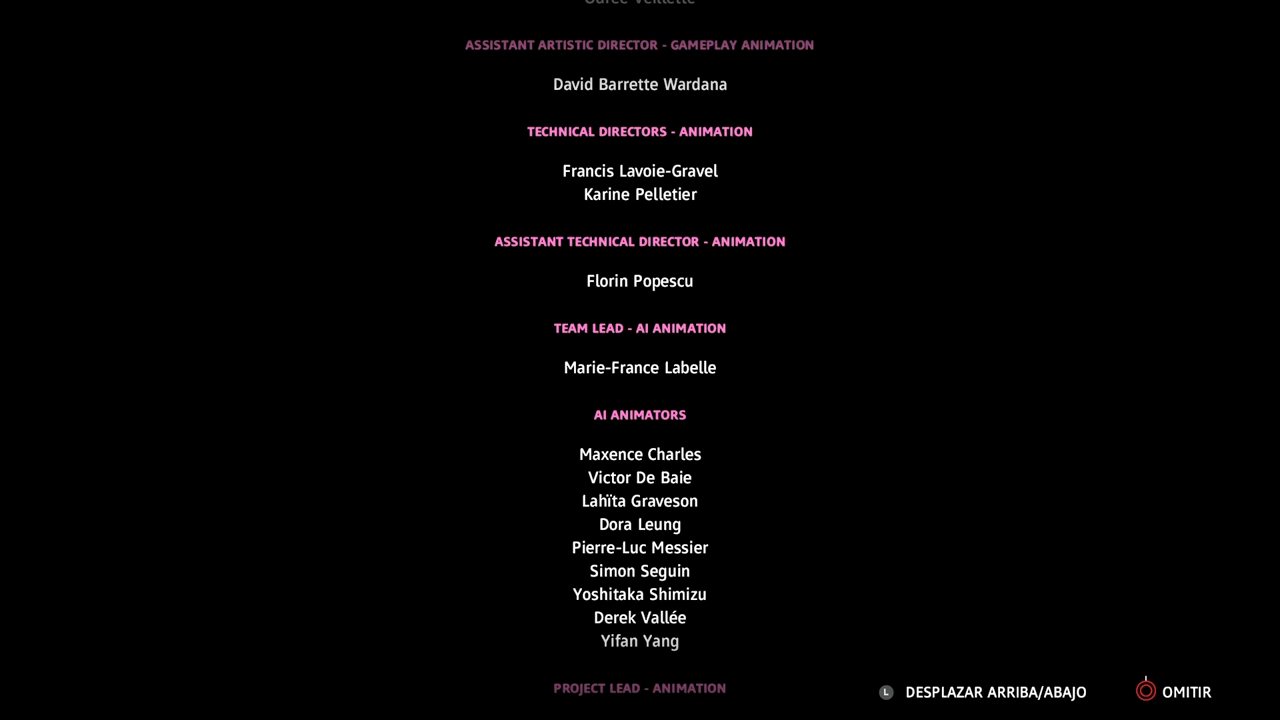 ASSISTANT ARTISTIC DIRECTOR - GAMEPLAY ANIMATION
David Barrette Wardana
TECHNICAL DIRECTORS - ANIMATION
Francis Lavoie-Gravel
Karine Pelletier
ASSISTANT TECHNICAL DIRECTOR - ANIMATION
Florin Popescu
TEAM LEAD - AI ANIMATION
Marie-France Labelle
AI ANIMATORS
Maxence Charles
Victor De Baie
Lahïta Graveson
Dora Leung
Pierre-Luc Messier
Simon Seguin
Yoshitaka Shimizu
Derek Vallée
Yifan Yang
PROJECT LEAD - ANIMATION
L DESPLAZAR ARRIBA/ABAJO OMITIR